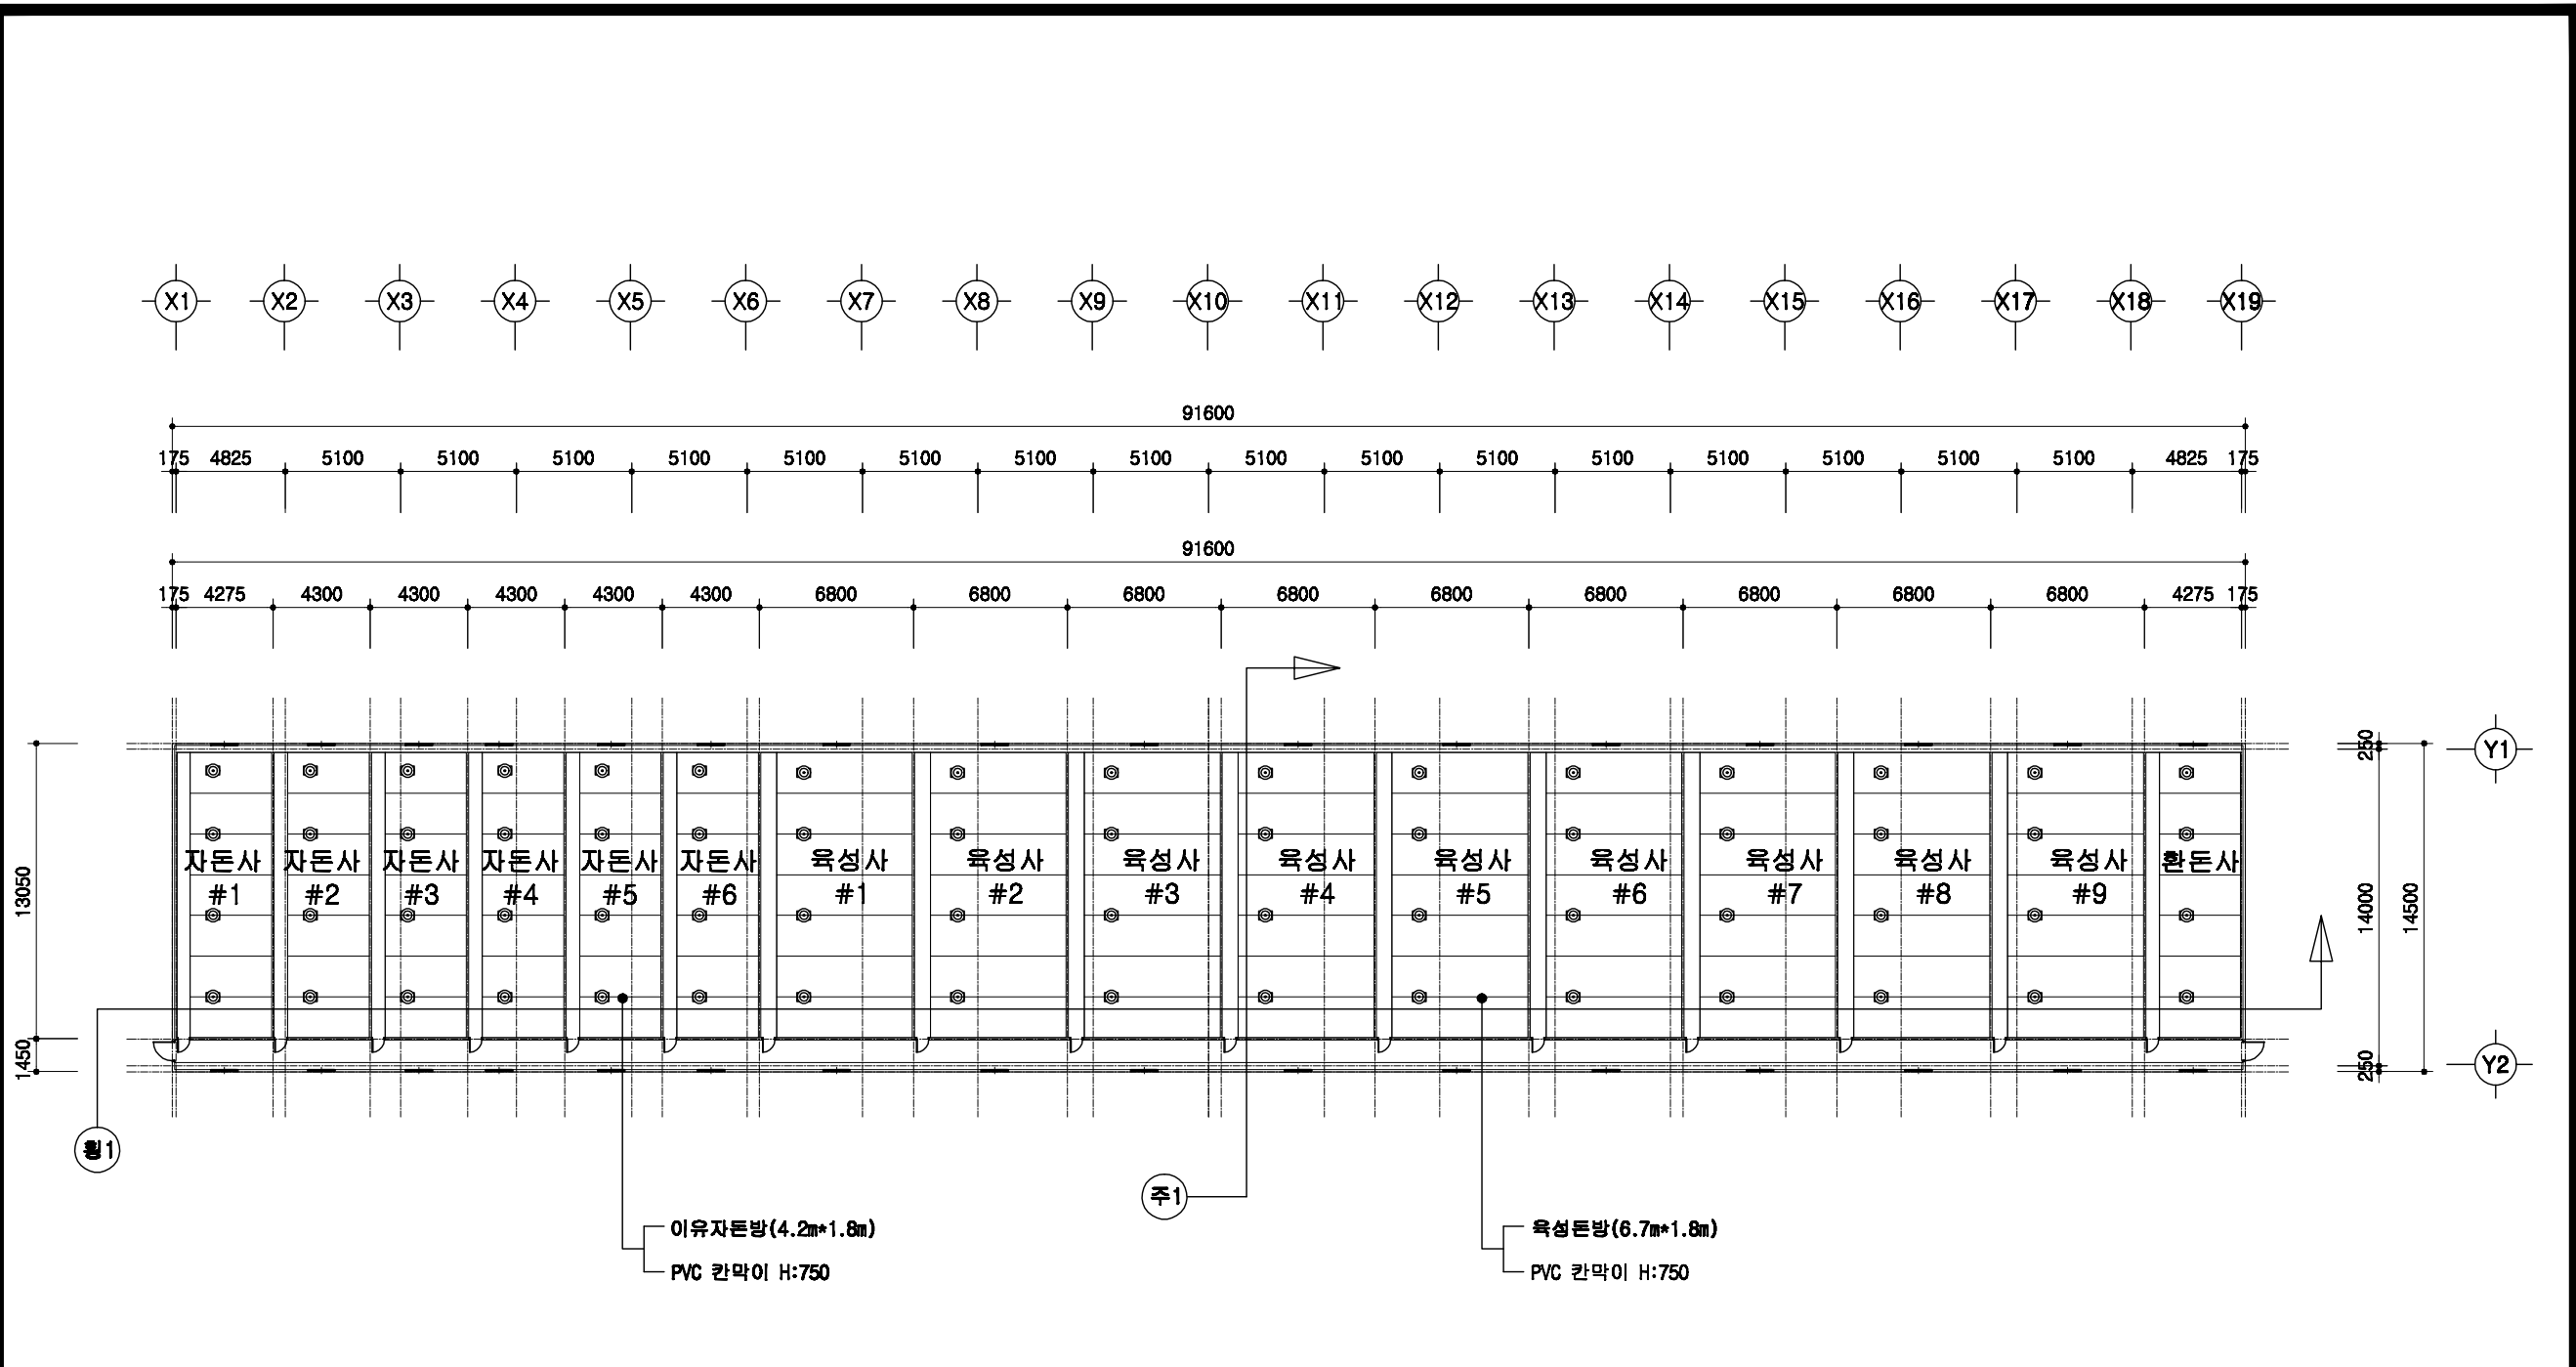 X1 X2 X3 X4 X5 X6 X7 X8 X9 X10 X11 X12 X13 X14 X15 X16 X17 X18 X19
91600
175 4825 5100 5100 5100 5100 5100 5100 5100 5100 5100 5100 5100 5100 5100 5100 5100 5100 4825 175
91600
175 4275 4300 4300 4300 4300 4300 6800 6800 6800 6800 6800 6800 6800 6800 6800 4275 175
250 Y1
자돈사 자돈사 자돈사 자돈사 자돈사 자돈사 육성사 육성사 육성사 육성사 육성사 육성사 육성사 육성사 육성사 환돈사
#1 #2 #3 #4 #5 #6 #1 #2 #3 #4 #5 #6 #7 #8 #9
13050 14000 14500
1450 250 Y2
횡1
주1
이유자돈방(4.2m*1.8m) 육성돈방(6.7m*1.8m)
PVC 칸막이 H:750 PVC 칸막이 H:750